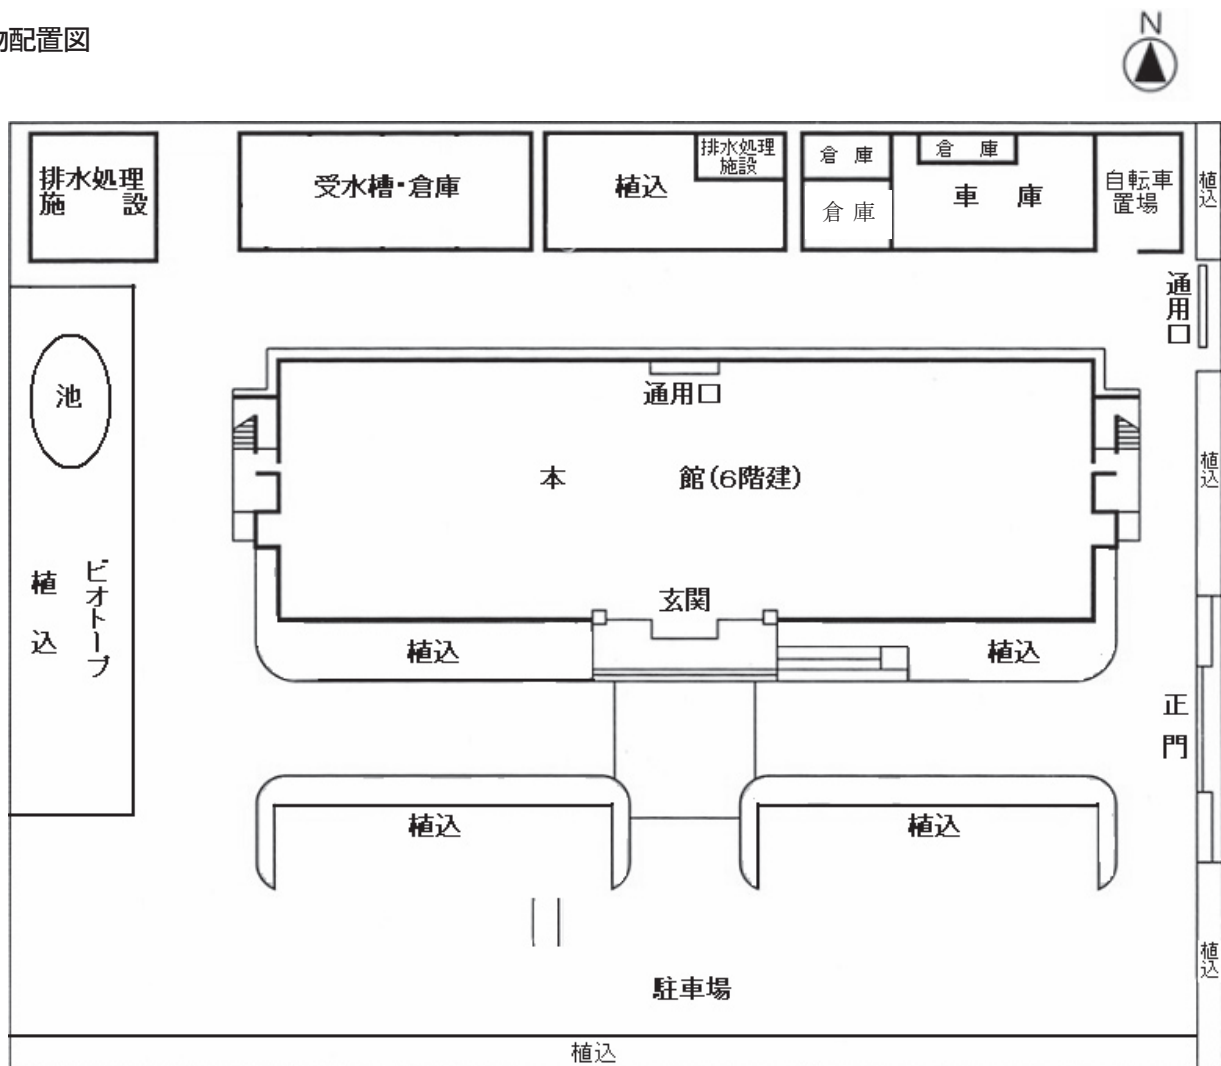 物配置図
N
排水処理
施設
受水槽・倉庫
植込
排水処理
施設
倉庫
倉庫
倉庫
車庫
自転車
置場
植込
通用口
池
植込
ビオトープ
通用口
本館(6階建)
玄関
植込
植込
植込
正門
植込
植込
植込
駐車場
植込